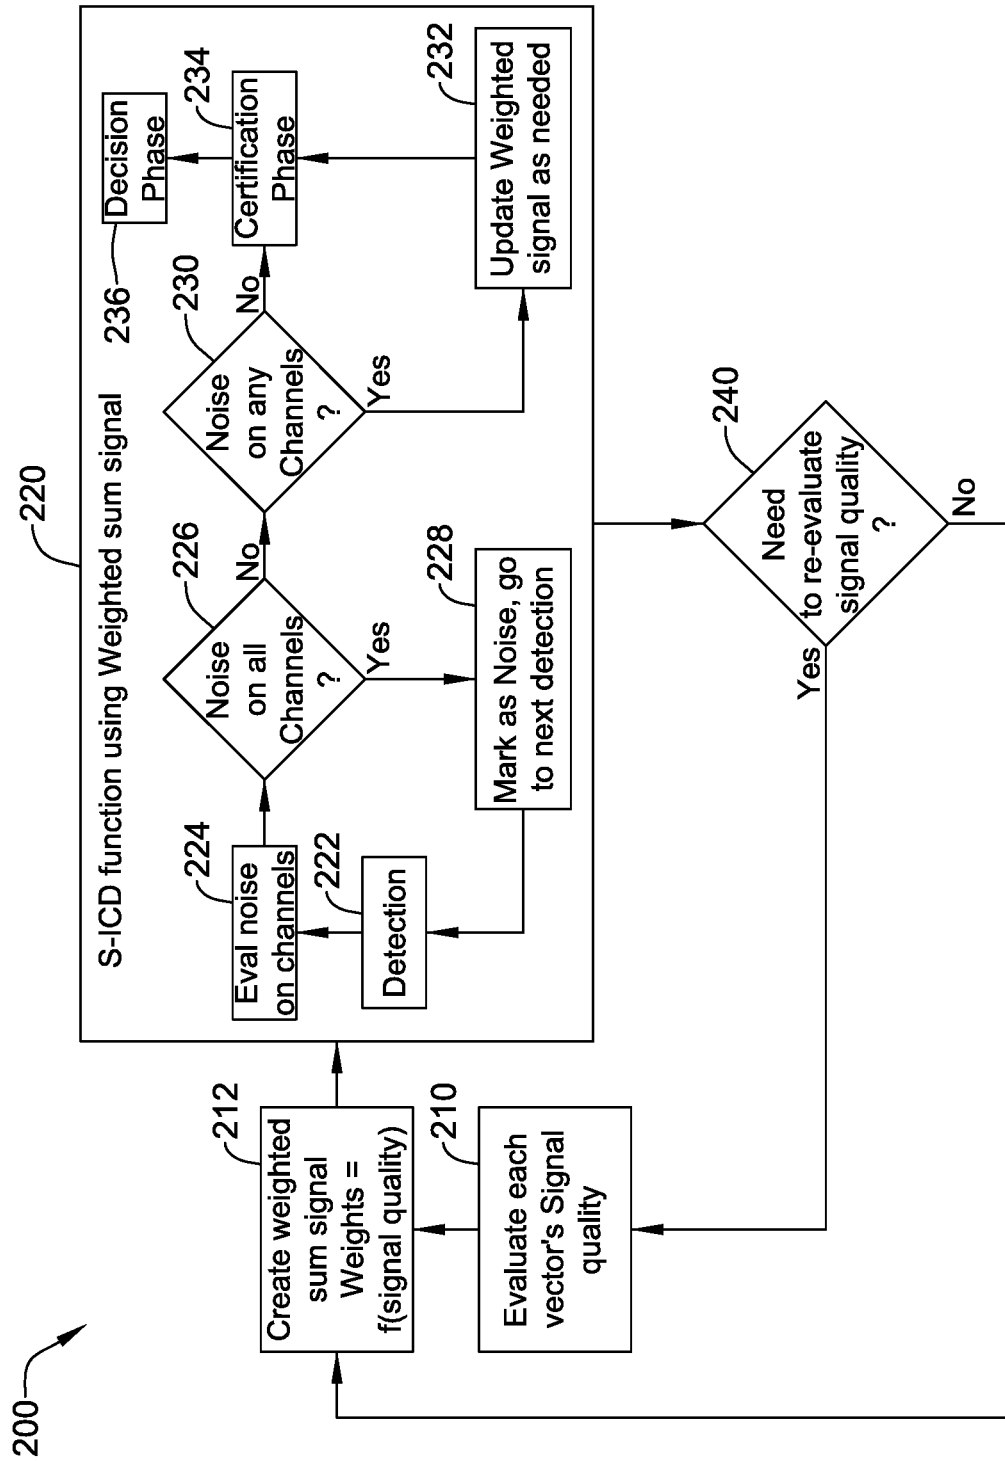 200
220
S-ICD function using Weighted sum signal
212
Create weighted
sum signal
Weights =
f(signal quality)
210
Evaluate each
vector's Signal
quality
224
Eval noise
on channels
222
Detection
226
Noise
on all
Channels
?
No
Yes
228
Mark as Noise, go
to next detection
230
Noise
on any
Channels
?
No
Yes
236
Decision
Phase
234
Certification
Phase
232
Update Weighted
signal as needed
240
Need
to re-evaluate
signal quality
?
Yes
No